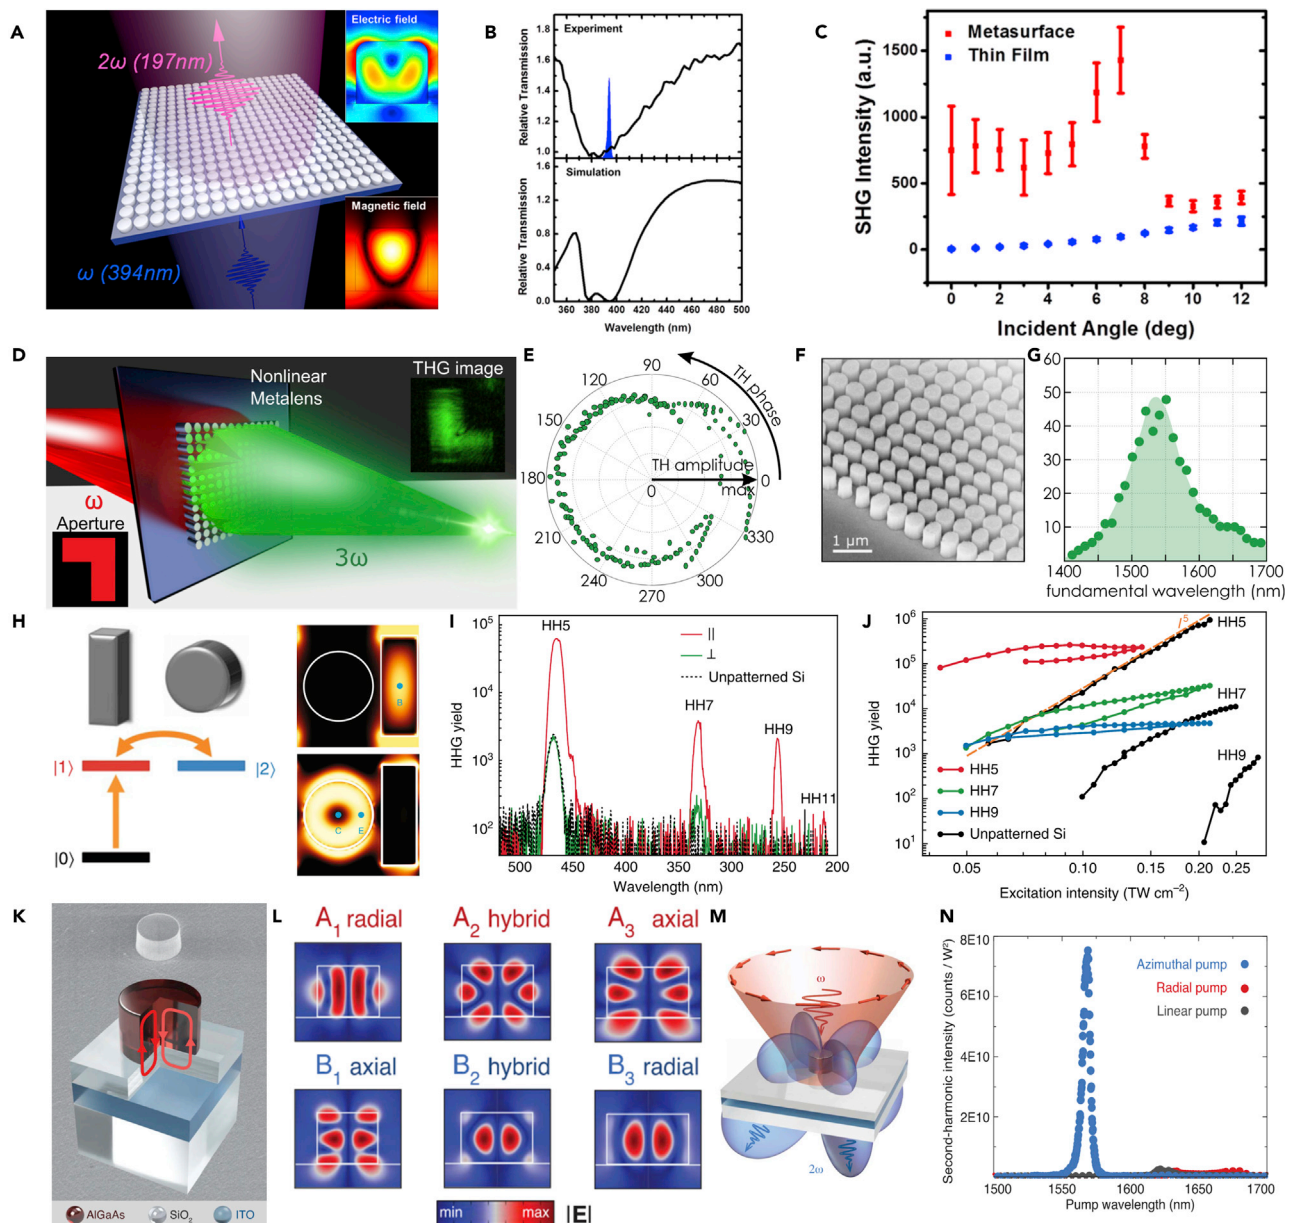 A
2ω (197nm)
ω (394nm)
Electric field
Magnetic field
B
Experiment
Relative Transmission
1.8
1.6
1.4
1.2
1.0
Simulation
Relative Transmission
1.6
1.2
0.8
0.4
0.0
360 380 400 420 440 460 480 500
Wavelength (nm)
C
Metasurface
Thin Film
SHG Intensity (a.u.)
1500
1000
500
0
0 2 4 6 8 10 12
Incident Angle (deg)
D
Nonlinear
Metalens
THG image
ω
Aperture
3ω
E
90
120 60
150 30
180 0
210 330
240 300
270
TH phase
TH amplitude
0 max
F
1 µm
G
60
50
40
30
20
10
1400 1500 1600 1700
fundamental wavelength (nm)
H
|1⟩ |2⟩
|0⟩
B
C E
I
HHG yield
10⁵
10⁴
10³
10²
HH5
HH7
HH9
HH11
||
⊥
Unpatterned Si
500 450 400 350 300 250 200
Wavelength (nm)
J
HHG yield
10⁶
10⁵
10⁴
10³
10²
10¹
I⁵
HH5
HH7
HH9
HH5
HH7
HH9
Unpatterned Si
0.05 0.10 0.15 0.20 0.25
Excitation intensity (TW cm⁻²)
K
AlGaAs SiO₂ ITO
L
A₁ radial A₂ hybrid A₃ axial
B₁ axial B₂ hybrid B₃ radial
min max |E|
M
ω
2ω
N
Second-harmonic intensity (counts / W²)
8E10
6E10
4E10
2E10
Azimuthal pump
Radial pump
Linear pump
1500 1550 1600 1650 1700
Pump wavelength (nm)